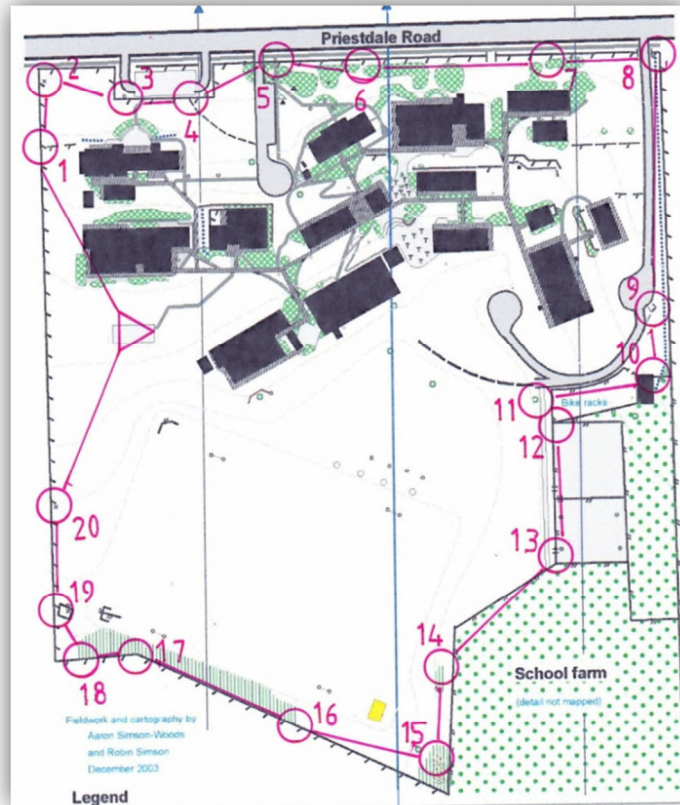 Priestdale Road
2
3
4
5
6
7
8
1
9
10
11
Bike racks
12
13
20
19
14
17
18
School farm
(detail not mapped)
16
15
Fieldwork and cartography by
Aaron Simson-Woods
and Robin Simson
December 2003
Legend